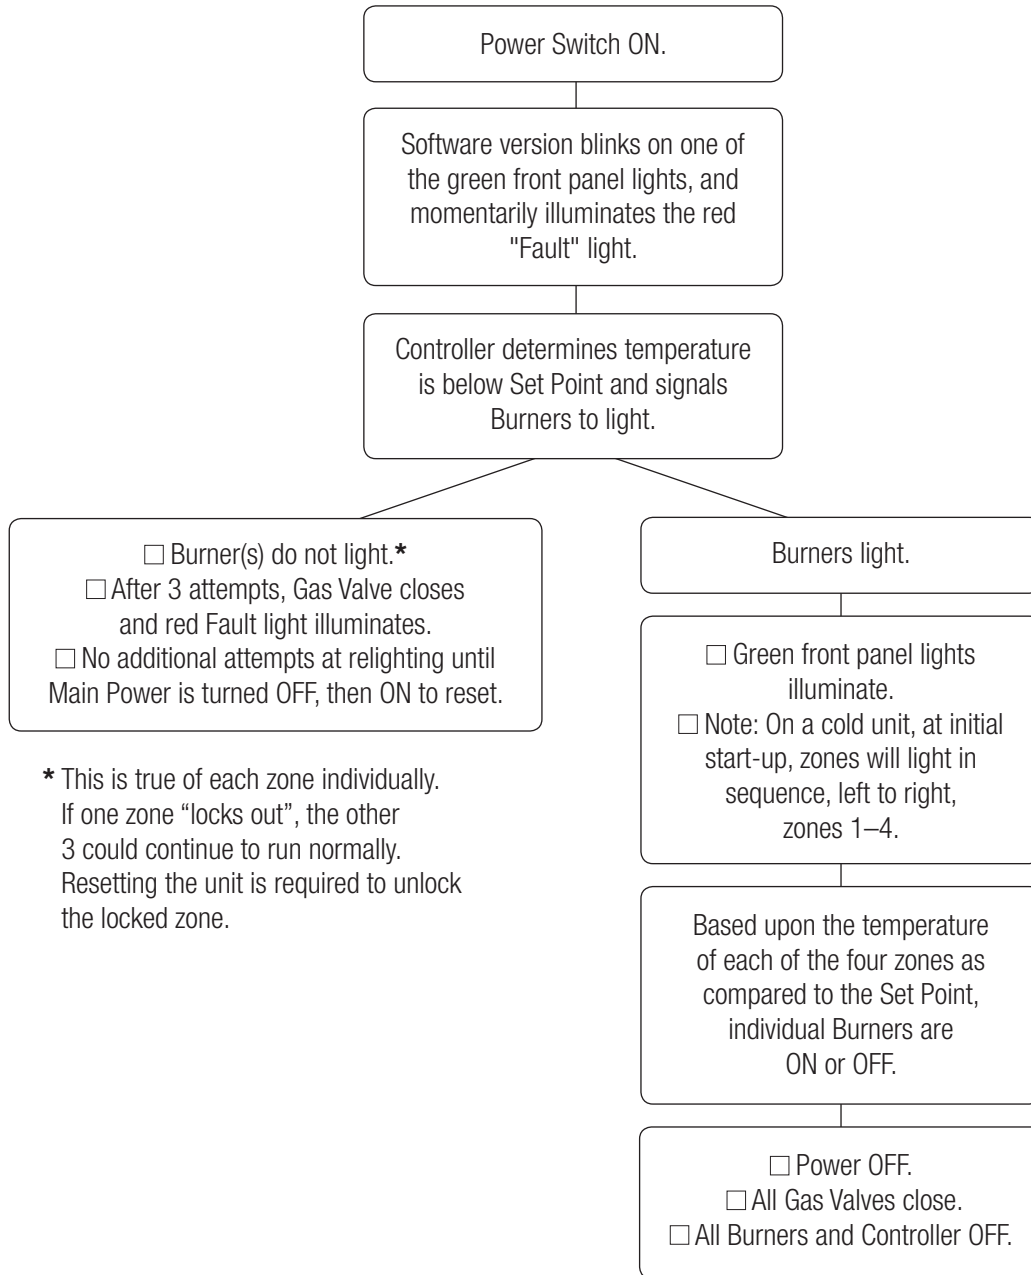 Power Switch ON.
Software version blinks on one of
the green front panel lights, and
momentarily illuminates the red
"Fault" light.
Controller determines temperature
is below Set Point and signals
Burners to light.
☐ Burner(s) do not light.*
☐ After 3 attempts, Gas Valve closes
and red Fault light illuminates.
☐ No additional attempts at relighting until
Main Power is turned OFF, then ON to reset.
* This is true of each zone individually.
If one zone “locks out”, the other
3 could continue to run normally.
Resetting the unit is required to unlock
the locked zone.
Burners light.
☐ Green front panel lights
illuminate.
☐ Note: On a cold unit, at initial
start-up, zones will light in
sequence, left to right,
zones 1–4.
Based upon the temperature
of each of the four zones as
compared to the Set Point,
individual Burners are
ON or OFF.
☐ Power OFF.
☐ All Gas Valves close.
☐ All Burners and Controller OFF.